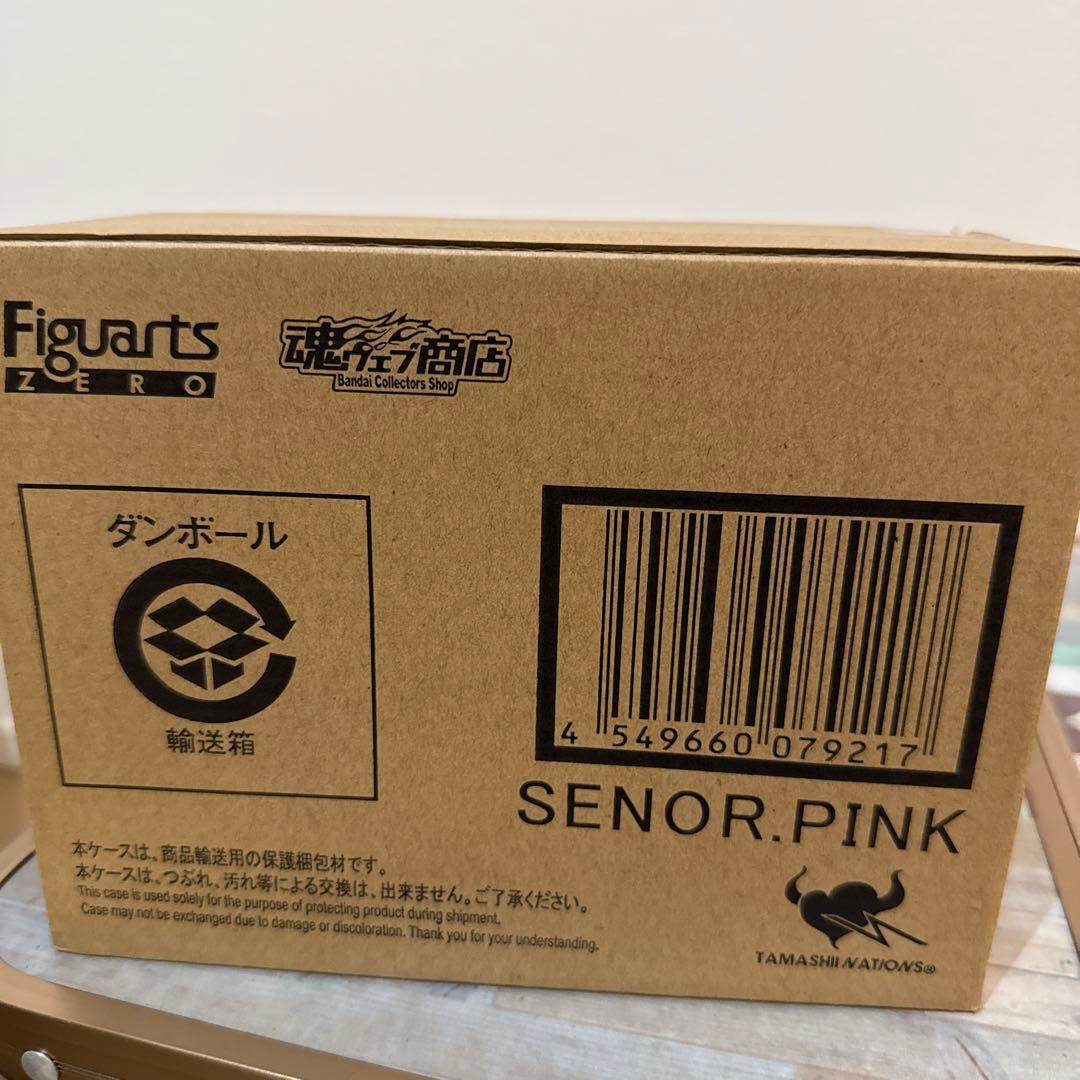 Figuarts
ZERO
魂ウェブ商店
Bandai Collectors Shop
ダンボール
輸送箱
4 549660 079217
SENOR.PINK
本ケースは、商品輸送用の保護梱包材です。
本ケースは、つぶれ、汚れ等による交換は、出来ません。ご了承ください。
This case is used solely for the purpose of protecting product during shipment.
Case may not be exchanged due to damage or discoloration. Thank you for your understanding.
TAMASHII NATIONS®